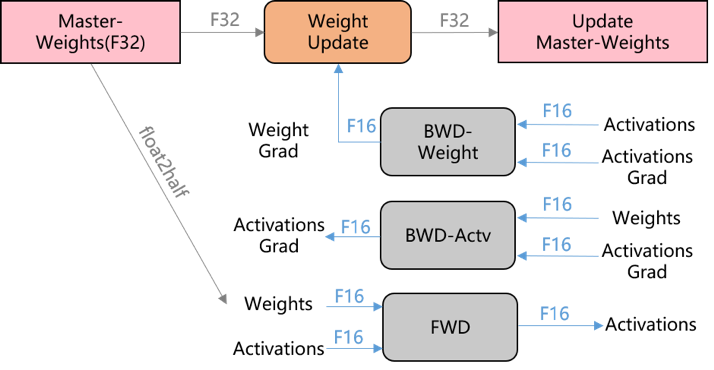 Master-
Weights(F32)
F32
Weight
Update
F32
Update
Master-Weights
float2half
Weight
Grad
F16
BWD-
Weight
F16
Activations
F16
Activations
Grad
Activations
Grad
F16
BWD-Actv
F16
Weights
F16
Activations
Grad
Weights
F16
Activations
F16
FWD
F16
Activations